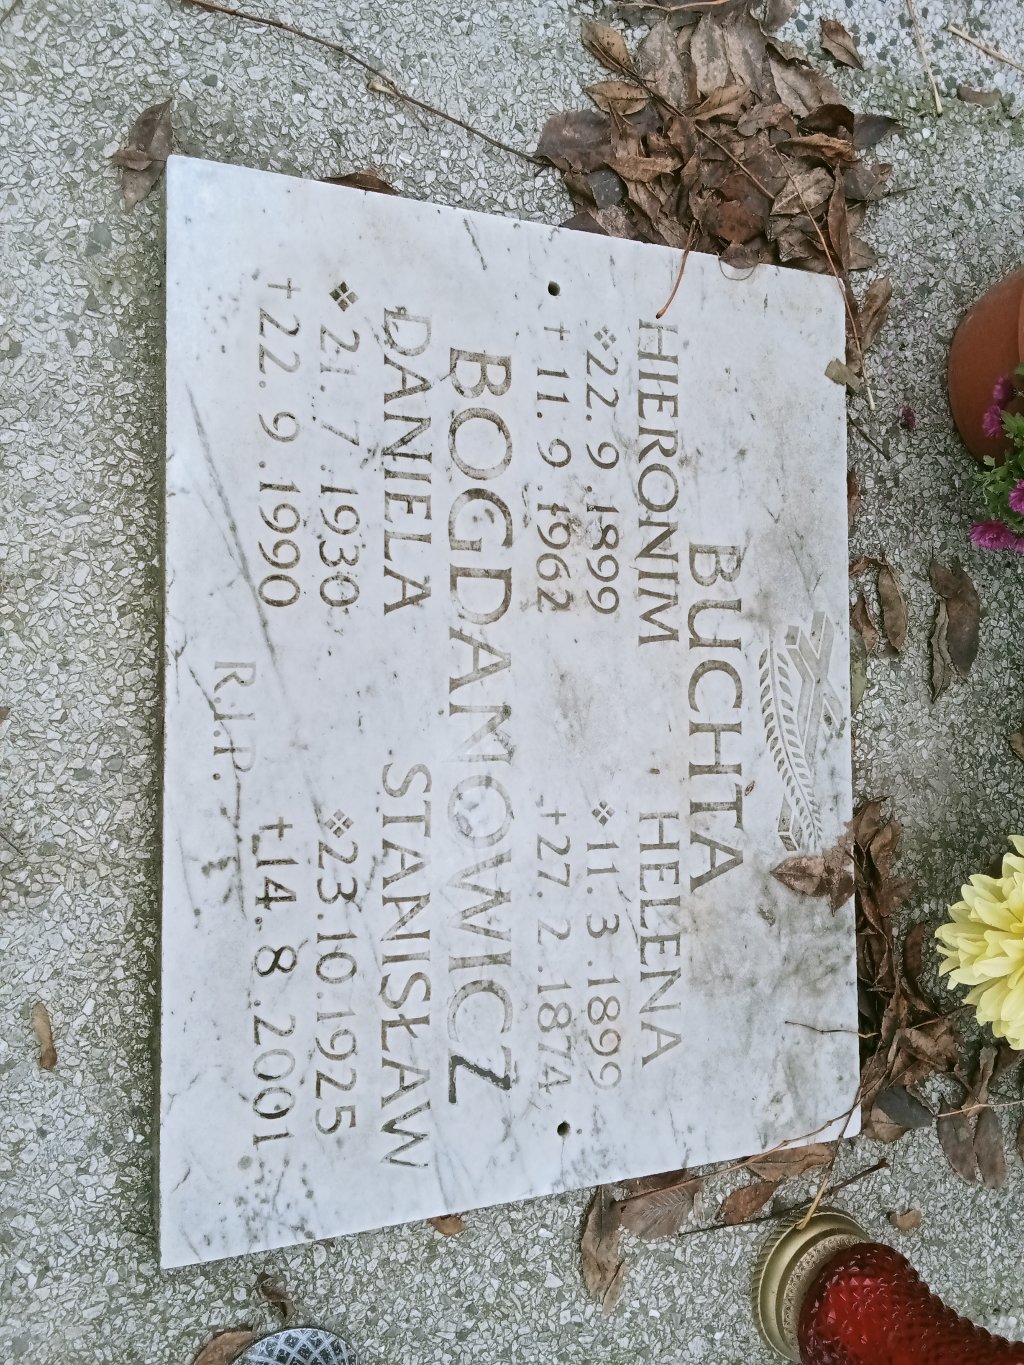 BUCHTA
HIERONIM HELENA
❖22.9.1899 ❖11.3.1899
+11.9.1962 +27.2.1874
BOGDANOWICZ
DANIELA STANISŁAW
❖21.7.1930 ❖23.10.1925
+22.9.1990 +14.8.2001
R.I.P.